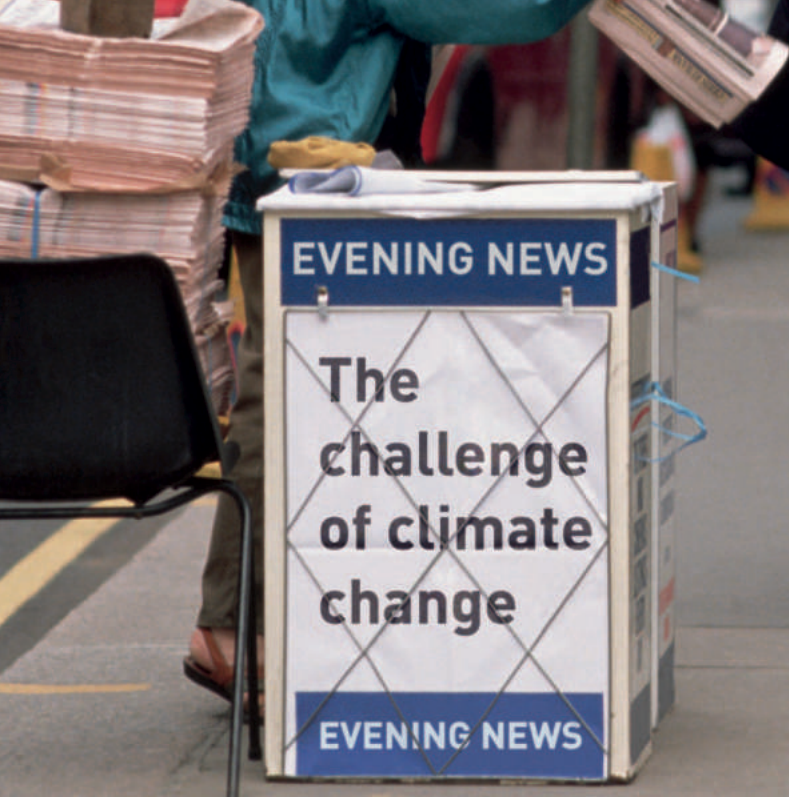 EVENING NEWS
The
challenge
of climate
change
EVENING NEWS